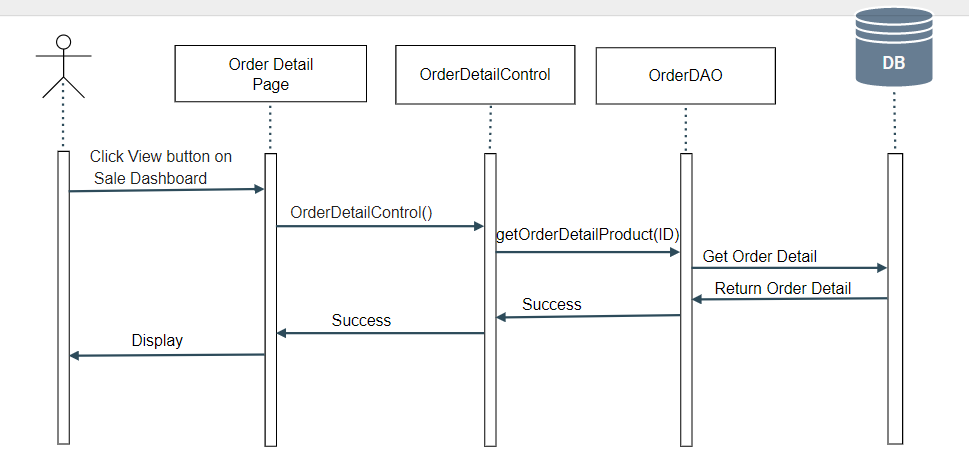 Order Detail
Page
OrderDetailControl
OrderDAO
DB
Click View button on
Sale Dashboard
OrderDetailControl()
getOrderDetailProduct(ID)
Get Order Detail
Return Order Detail
Success
Success
Display